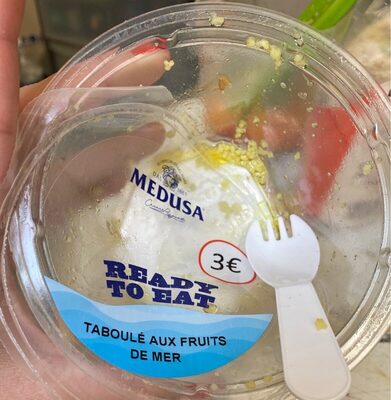 MEDUSA
3€
READY
TO EAT
TABOULÉ AUX FRUITS
DE MER